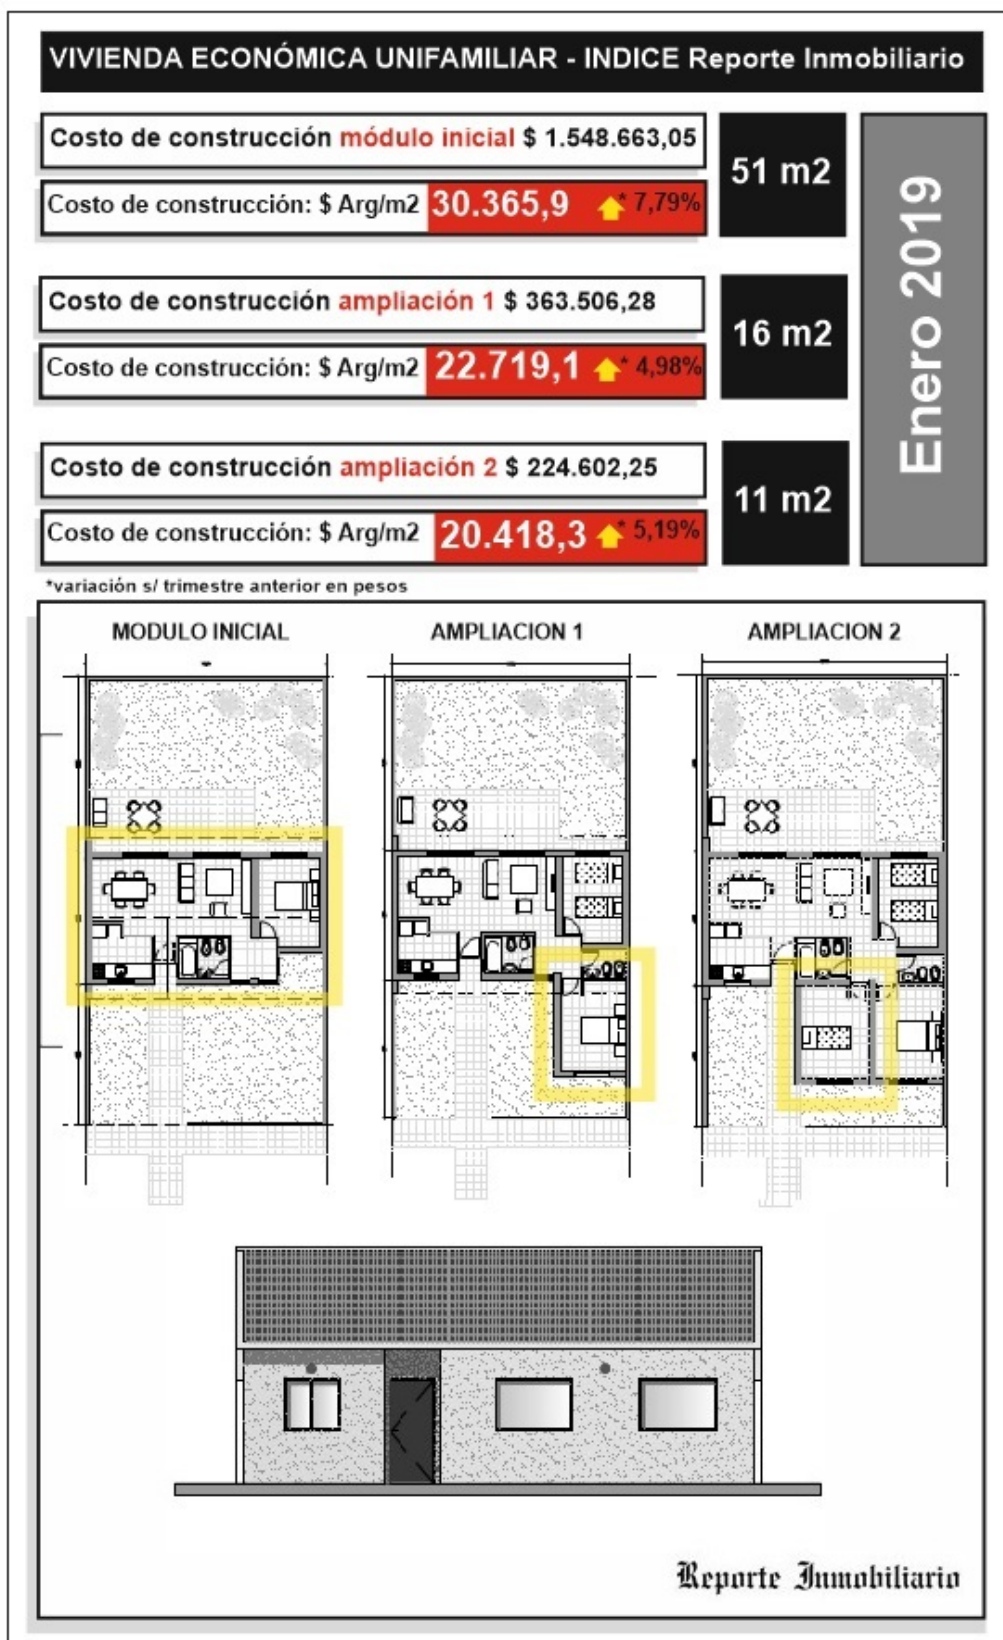 VIVIENDA ECONÓMICA UNIFAMILIAR - INDICE Reporte Inmobiliario
Costo de construcción módulo inicial $ 1.548.663,05
Costo de construcción: $ Arg/m2 30.365,9 * 7,79%
51 m2
Costo de construcción ampliación 1 $ 363.506,28
Costo de construcción: $ Arg/m2 22.719,1 * 4,98%
16 m2
Costo de construcción ampliación 2 $ 224.602,25
Costo de construcción: $ Arg/m2 20.418,3 * 5,19%
11 m2
Enero 2019
*variación s/ trimestre anterior en pesos
MODULO INICIAL
AMPLIACION 1
AMPLIACION 2
Reporte Inmobiliario